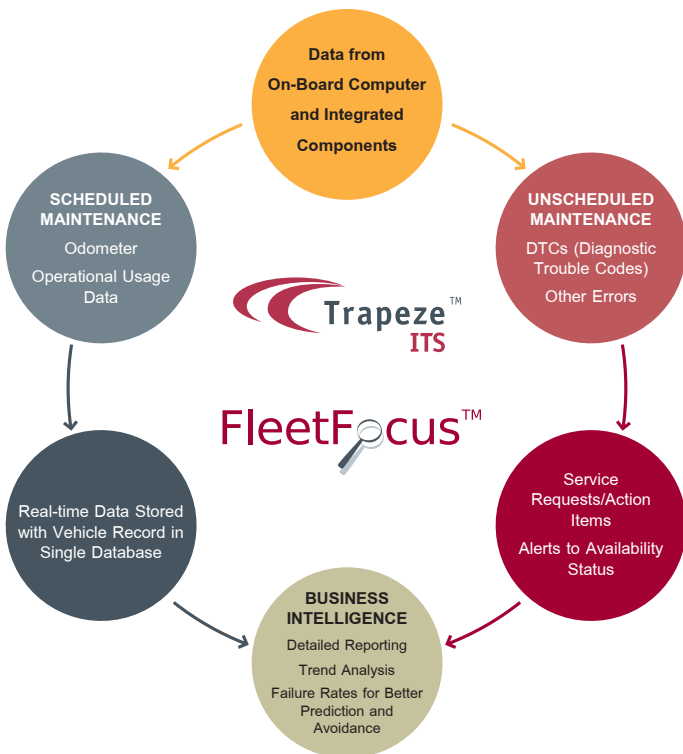 Data from
On-Board Computer
and Integrated
Components
SCHEDULED
MAINTENANCE
Odometer
Operational Usage
Data
UNSCHEDULED
MAINTENANCE
DTCs (Diagnostic
Trouble Codes)
Other Errors
Trapeze™
ITS
FleetFocus™
Real-time Data Stored
with Vehicle Record in
Single Database
Service
Requests/Action
Items
Alerts to Availability
Status
BUSINESS
INTELLIGENCE
Detailed Reporting
Trend Analysis
Failure Rates for Better
Prediction and
Avoidance